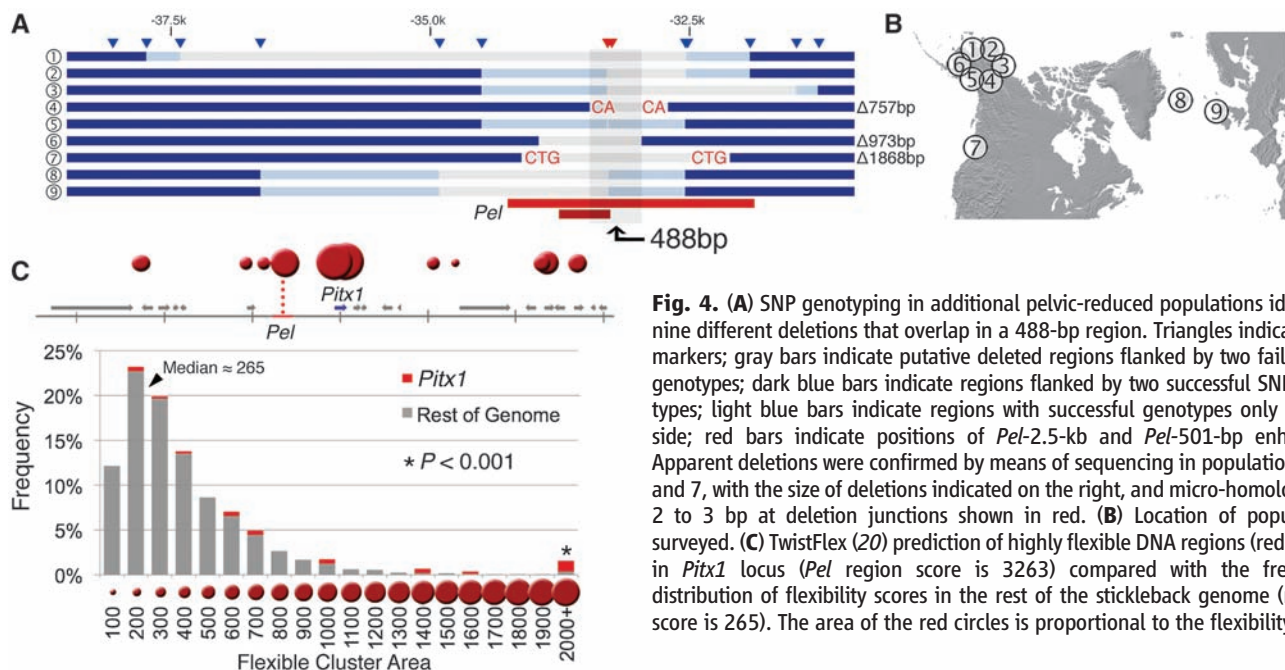 A
-37.5k -35.0k -32.5k
①
②
③
④ CA CA Δ757bp
⑤
⑥ Δ973bp
⑦ CTG CTG Δ1868bp
⑧
⑨
Pel
488bp
B
① ②
⑥ ③
⑤ ④
⑧
⑨
⑦
C
Pitx1
Pel
25%
20%
15%
10%
5%
0%
Frequency
Median ≈ 265
Pitx1
Rest of Genome
* P < 0.001
*
100 200 300 400 500 600 700 800 900 1000 1100 1200 1300 1400 1500 1600 1700 1800 1900 2000+
Flexible Cluster Area
Fig. 4. (A) SNP genotyping in additional pelvic-reduced populations id
nine different deletions that overlap in a 488-bp region. Triangles indica
markers; gray bars indicate putative deleted regions flanked by two fail
genotypes; dark blue bars indicate regions flanked by two successful SNP
types; light blue bars indicate regions with successful genotypes only
side; red bars indicate positions of Pel-2.5-kb and Pel-501-bp enh
Apparent deletions were confirmed by means of sequencing in population
and 7, with the size of deletions indicated on the right, and micro-homolo
2 to 3 bp at deletion junctions shown in red. (B) Location of popu
surveyed. (C) TwistFlex (20) prediction of highly flexible DNA regions (red
in Pitx1 locus (Pel region score is 3263) compared with the fre
distribution of flexibility scores in the rest of the stickleback genome (
score is 265). The area of the red circles is proportional to the flexibility